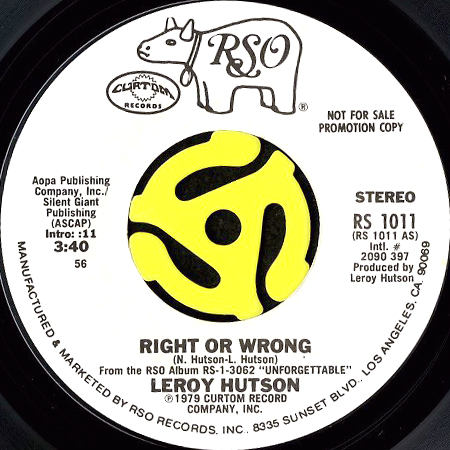 RSO
®
CURTOM
RECORDS
NOT FOR SALE
PROMOTION COPY
Aopa Publishing
Company, Inc./
Silent Giant
Publishing
(ASCAP)
Intro: :11
3:40
56
STEREO
RS 1011
(RS 1011 AS)
Intl. #
2090 397
Produced by
Leroy Hutson
RIGHT OR WRONG
(N. Hutson-L. Hutson)
From the RSO Album RS-1-3062 "UNFORGETTABLE"
LEROY HUTSON
℗1979 CURTOM RECORD
COMPANY, INC.
MANUFACTURED & MARKETED BY RSO RECORDS, INC. 8335 SUNSET BLVD., LOS ANGELES, CA. 90069